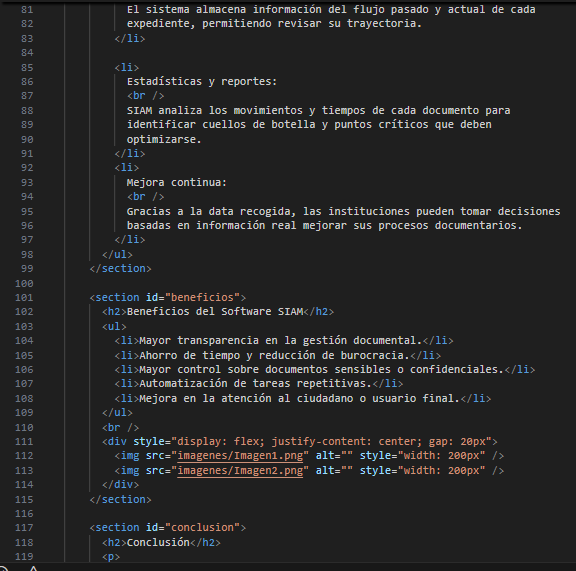 81 El sistema almacena información del flujo pasado y actual de cada
82 expediente, permitiendo revisar su trayectoria.
83 </li>
84
85 <li>
86 Estadísticas y reportes:
87 <br />
88 SIAM analiza los movimientos y tiempos de cada documento para
89 identificar cuellos de botella y puntos críticos que deben
90 optimizarse.
91 </li>
92 <li>
93 Mejora continua:
94 <br />
95 Gracias a la data recogida, las instituciones pueden tomar decisiones
96 basadas en información real mejorar sus procesos documentarios.
97 </li>
98 </ul>
99 </section>
100
101 <section id="beneficios">
102 <h2>Beneficios del Software SIAM</h2>
103 <ul>
104 <li>Mayor transparencia en la gestión documental.</li>
105 <li>Ahorro de tiempo y reducción de burocracia.</li>
106 <li>Mayor control sobre documentos sensibles o confidenciales.</li>
107 <li>Automatización de tareas repetitivas.</li>
108 <li>Mejora en la atención al ciudadano o usuario final.</li>
109 </ul>
110 <br />
111 <div style="display: flex; justify-content: center; gap: 20px">
112 <img src="imagenes/Imagen1.png" alt="" style="width: 200px" />
113 <img src="imagenes/Imagen2.png" alt="" style="width: 200px" />
114 </div>
115 </section>
116
117 <section id="conclusion">
118 <h2>Conclusión</h2>
119 <p>